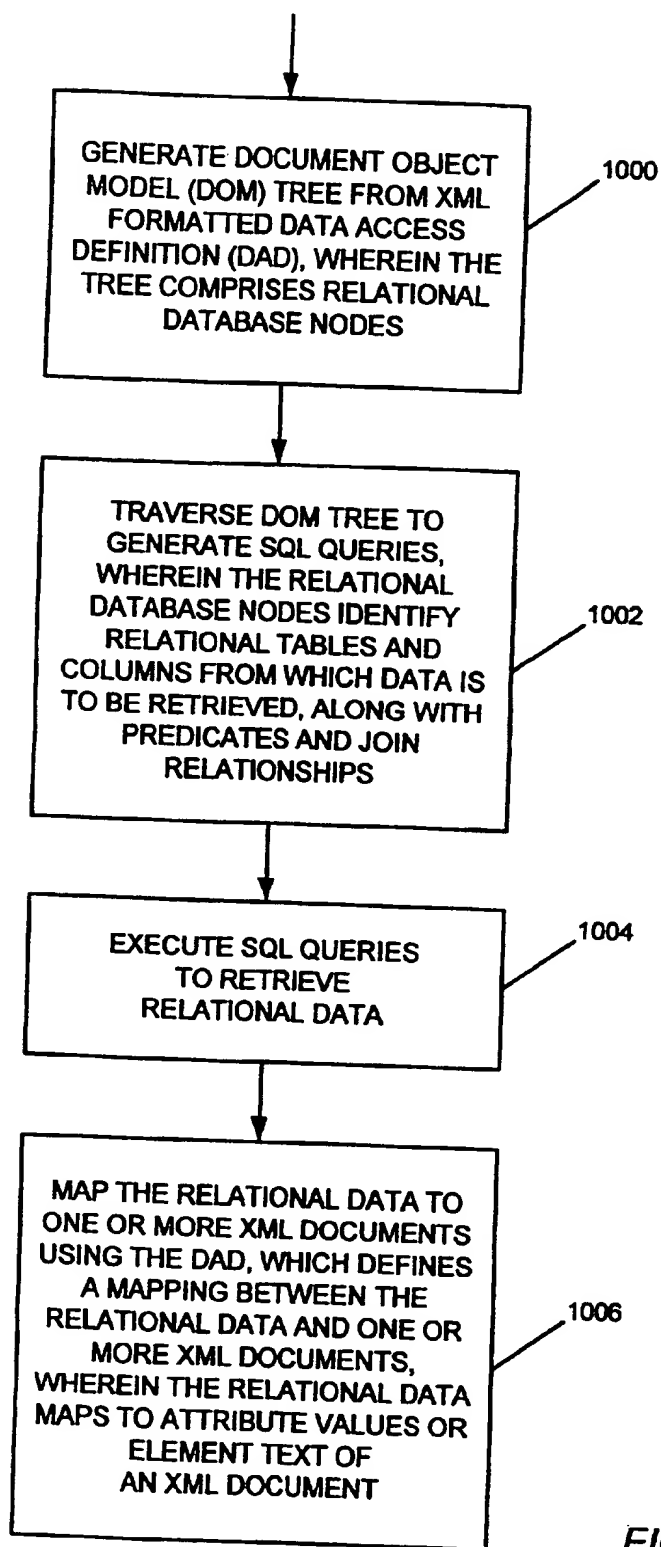 GENERATE DOCUMENT OBJECT
MODEL (DOM) TREE FROM XML
FORMATTED DATA ACCESS
DEFINITION (DAD), WHEREIN THE
TREE COMPRISES RELATIONAL
DATABASE NODES
1000
TRAVERSE DOM TREE TO
GENERATE SQL QUERIES,
WHEREIN THE RELATIONAL
DATABASE NODES IDENTIFY
RELATIONAL TABLES AND
COLUMNS FROM WHICH DATA IS
TO BE RETRIEVED, ALONG WITH
PREDICATES AND JOIN
RELATIONSHIPS
1002
EXECUTE SQL QUERIES
TO RETRIEVE
RELATIONAL DATA
1004
MAP THE RELATIONAL DATA TO
ONE OR MORE XML DOCUMENTS
USING THE DAD, WHICH DEFINES
A MAPPING BETWEEN THE
RELATIONAL DATA AND ONE OR
MORE XML DOCUMENTS,
WHEREIN THE RELATIONAL DATA
MAPS TO ATTRIBUTE VALUES OR
ELEMENT TEXT OF
AN XML DOCUMENT
1006